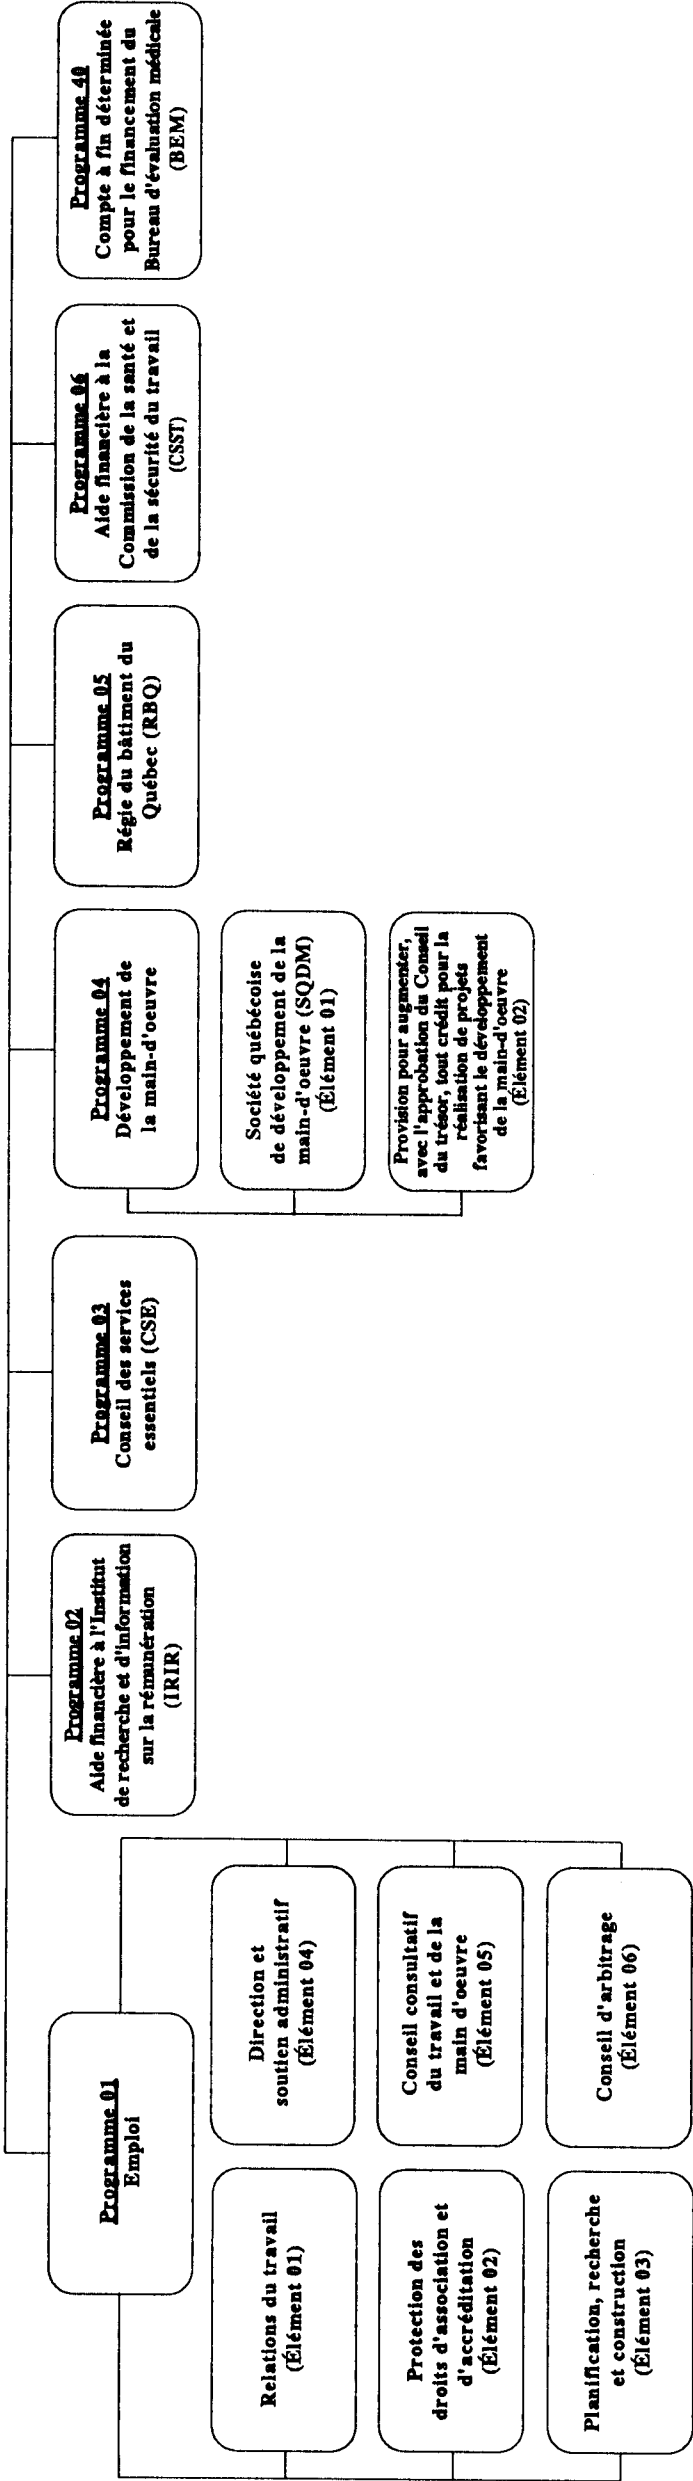 Programme 01
Emploi
Relations du travail
(Élément 01)
Protection des
droits d'association et
d'accréditation
(Élément 02)
Planification, recherche
et construction
(Élément 03)
Direction et
soutien administratif
(Élément 04)
Conseil consultatif
du travail et de la
main d'oeuvre
(Élément 05)
Conseil d'arbitrage
(Élément 06)
Programme 02
Aide financière à l'Institut
de recherche et d'information
sur la rémunération
(IRIR)
Programme 03
Conseil des services
essentiels (CSE)
Programme 04
Développement de
la main-d'oeuvre
Société québécoise
de développement de la
main-d'oeuvre (SQDM)
(Élément 01)
Provision pour augmenter,
avec l'approbation du Conseil
du trésor, tout crédit pour la
réalisation de projets
favorisant le développement
de la main-d'oeuvre
(Élément 02)
Programme 05
Régie du bâtiment du
Québec (RBQ)
Programme 06
Aide financière à la
Commission de la santé et
de la sécurité du travail
(CSST)
Programme 40
Compte à fin déterminée
pour le financement du
Bureau d'évaluation médicale
(BEM)